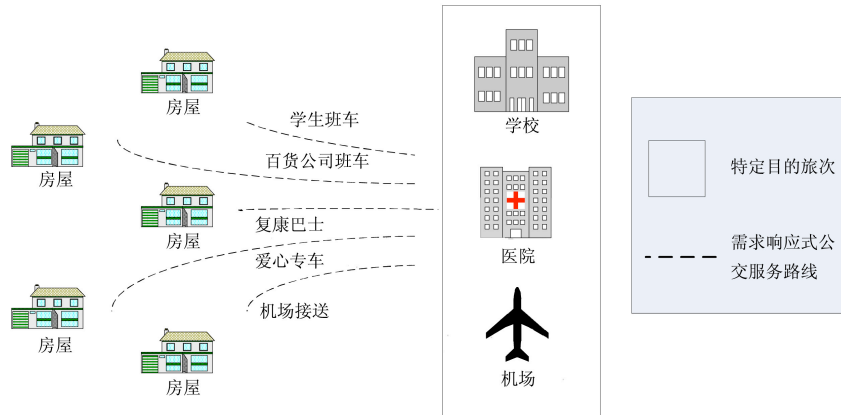 房屋
学生班车
学校
百货公司班车
房屋
特定目的旅次
房屋
复康巴士
需求响应式公
交服务路线
爱心专车
医院
机场接送
房屋
房屋
机场